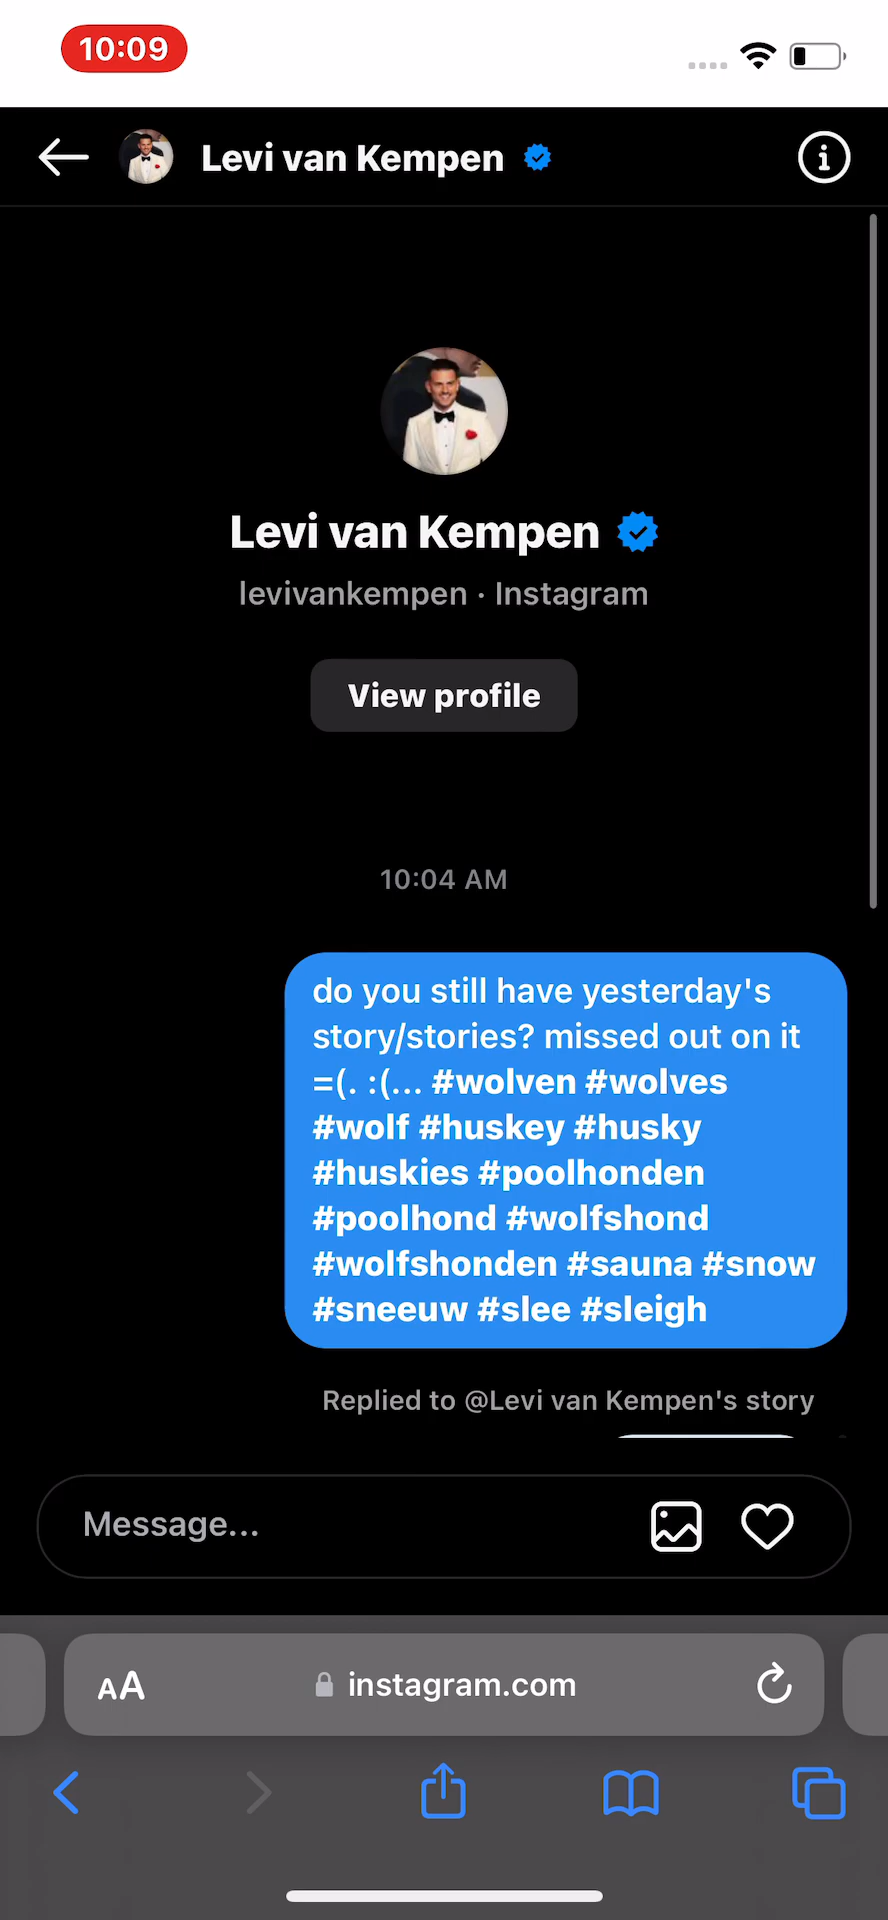 10:09
Levi van Kempen
Levi van Kempen
levivankempen · Instagram
View profile
10:04 AM
do you still have yesterday's
story/stories? missed out on it
=(. :(... #wolven #wolves
#wolf #huskey #husky
#huskies #poolhonden
#poolhond #wolfshond
#wolfshonden #sauna #snow
#sneeuw #slee #sleigh
Replied to @Levi van Kempen's story
Message...
AA instagram.com